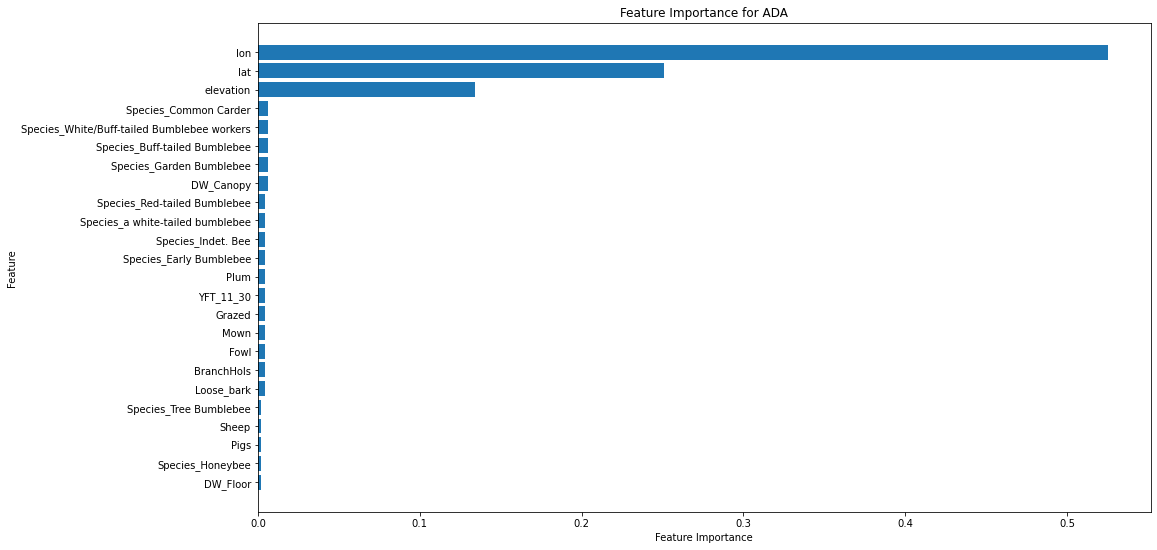 Feature Importance for ADA
lon
lat
elevation
Species_Common Carder
Species_White/Buff-tailed Bumblebee workers
Species_Buff-tailed Bumblebee
Species_Garden Bumblebee
DW_Canopy
Species_Red-tailed Bumblebee
Species_a white-tailed bumblebee
Species_Indet. Bee
Species_Early Bumblebee
Plum
YFT_11_30
Grazed
Mown
Fowl
BranchHols
Loose_bark
Species_Tree Bumblebee
Sheep
Pigs
Species_Honeybee
DW_Floor
Feature
0.0 0.1 0.2 0.3 0.4 0.5
Feature Importance